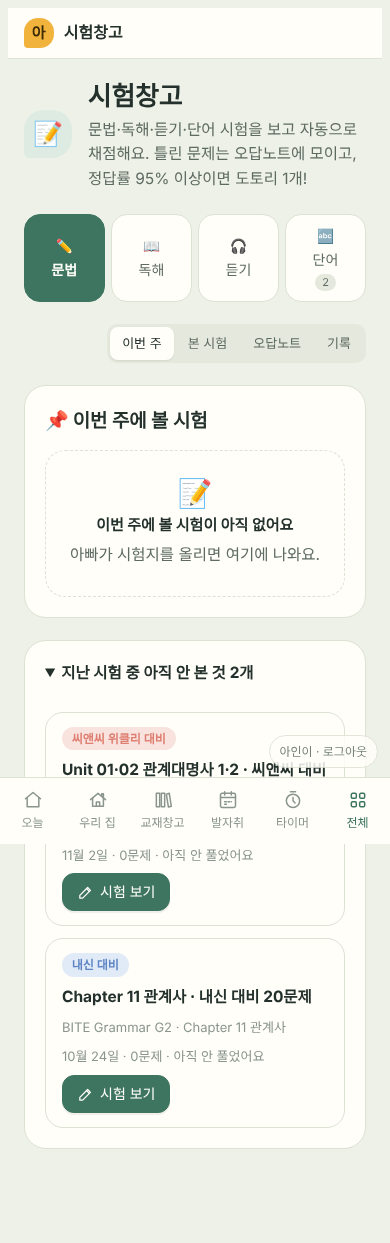 아 시험창고
시험창고
문법·독해·듣기·단어 시험을 보고 자동으로
채점해요. 틀린 문제는 오답노트에 모이고,
정답률 95% 이상이면 도토리 1개!
문법
독해
듣기
abc
단어
2
이번 주
본 시험
오답노트
기록
📌 이번 주에 볼 시험
이번 주에 볼 시험이 아직 없어요
아빠가 시험지를 올리면 여기에 나와요.
▼ 지난 시험 중 아직 안 본 것 2개
씨앤씨 위클리 대비
아인이 · 로그아웃
Unit 01·02 관계대명사 1·2 · 씨앤씨 대비
오늘
우리 집
교재창고
발자취
타이머
전체
11월 2일 · 0문제 · 아직 안 풀었어요
시험 보기
내신 대비
Chapter 11 관계사 · 내신 대비 20문제
BITE Grammar G2 · Chapter 11 관계사
10월 24일 · 0문제 · 아직 안 풀었어요
시험 보기